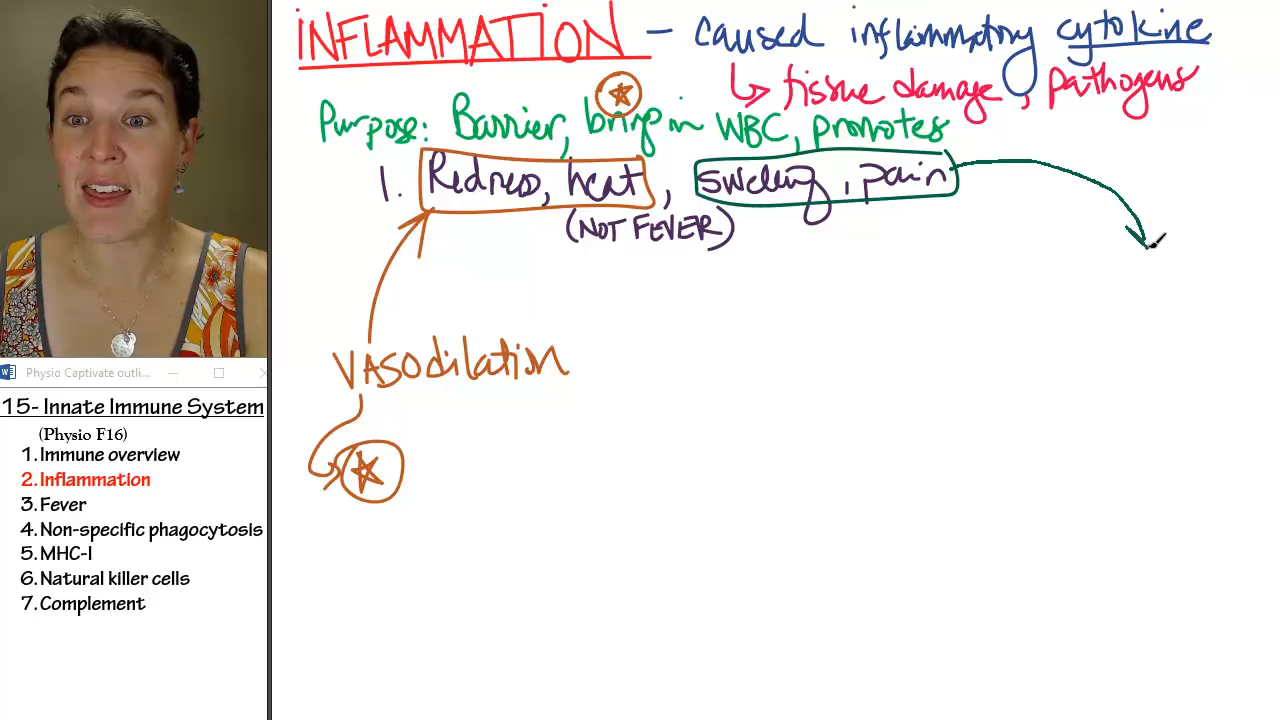 INFLAMMATION – caused inflammatory cytokine
↳ tissue damage, pathogens
Purpose: Barrier, bring in WBC, promotes
1. Redness, heat, swelling, pain
(NOT FEVER)
VASodilation
Physio Captivate outli...
15- Innate Immune System
(Physio F16)
1. Immune overview
2. Inflammation
3. Fever
4. Non-specific phagocytosis
5. MHC-I
6. Natural killer cells
7. Complement